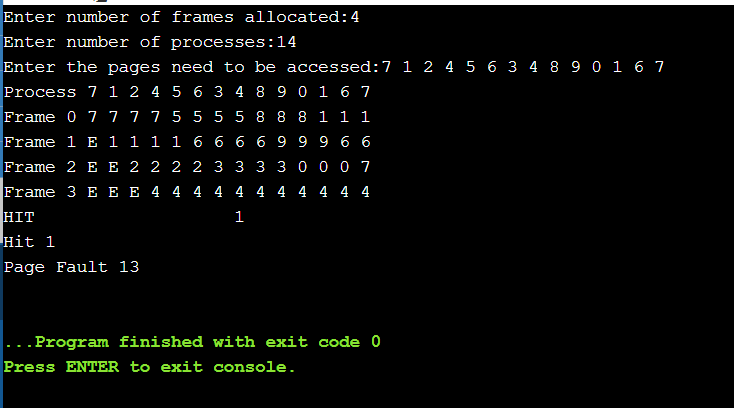 Enter number of frames allocated:4
Enter number of processes:14
Enter the pages need to be accessed:7 1 2 4 5 6 3 4 8 9 0 1 6 7
Process 7 1 2 4 5 6 3 4 8 9 0 1 6 7
Frame 0 7 7 7 7 5 5 5 5 8 8 8 1 1 1
Frame 1 E 1 1 1 1 6 6 6 6 9 9 9 6 6
Frame 2 E E 2 2 2 2 3 3 3 3 0 0 0 7
Frame 3 E E E 4 4 4 4 4 4 4 4 4 4 4
HIT                   1
Hit 1
Page Fault 13
...Program finished with exit code 0
Press ENTER to exit console.